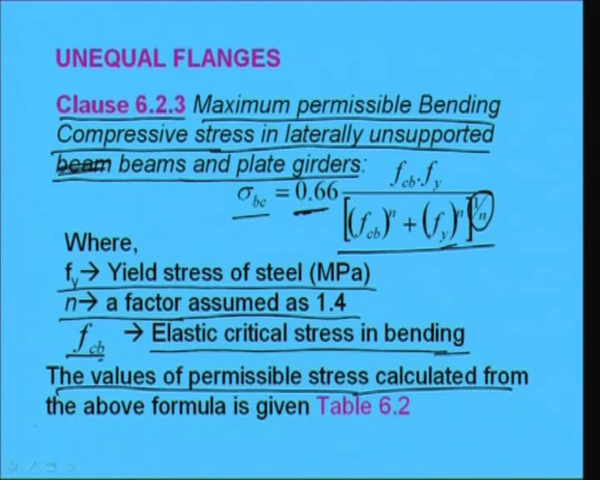 UNEQUAL FLANGES
Clause 6.2.3 Maximum permissible Bending
Compressive stress in laterally unsupported
beam beams and plate girders:
σbc = 0.66 fcb.fy / [(fcb)^n + (fy)^n]^1/n
Where,
fy→ Yield stress of steel (MPa)
n→ a factor assumed as 1.4
fcb → Elastic critical stress in bending
The values of permissible stress calculated from
the above formula is given Table 6.2